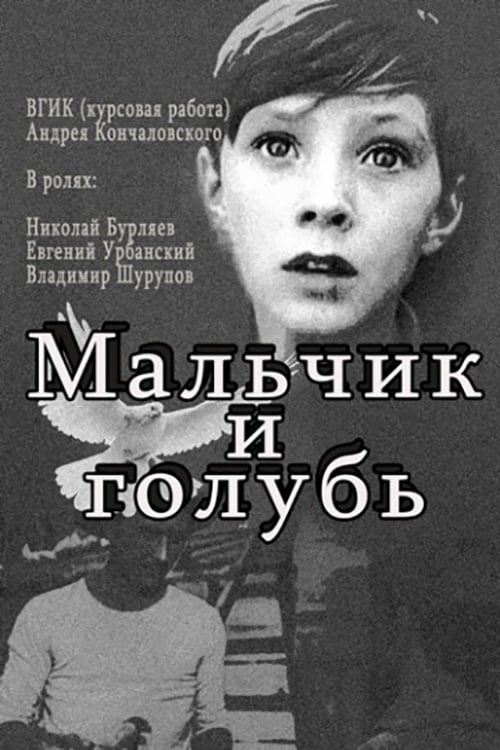 ВГИК (курсовая работа)
Андрея Кончаловского
В ролях:
Николай Бурляев
Евгений Урбанский
Владимир Шурупов
Мальчик
и
голубь